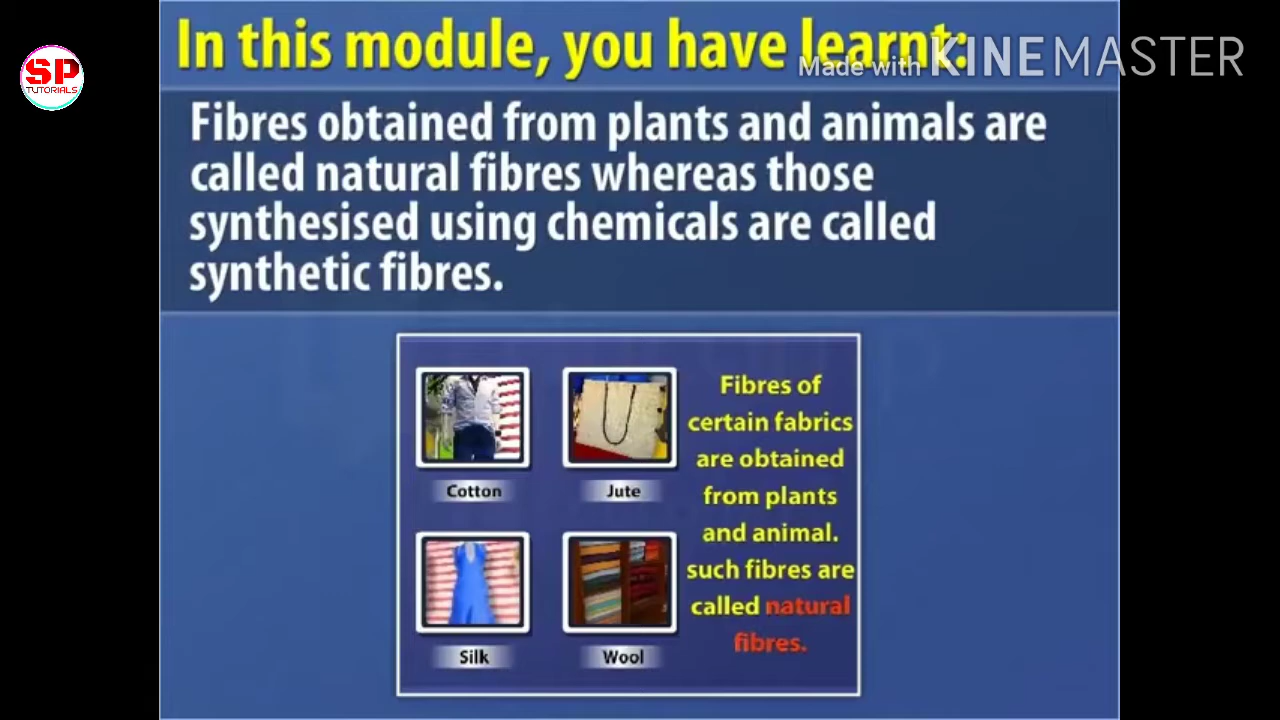 In this module, you have learnt:
Made with KINEMASTER
SP
TUTORIALS
Fibres obtained from plants and animals are
called natural fibres whereas those
synthesised using chemicals are called
synthetic fibres.
Cotton
Jute
Silk
Wool
Fibres of
certain fabrics
are obtained
from plants
and animal.
such fibres are
called natural
fibres.